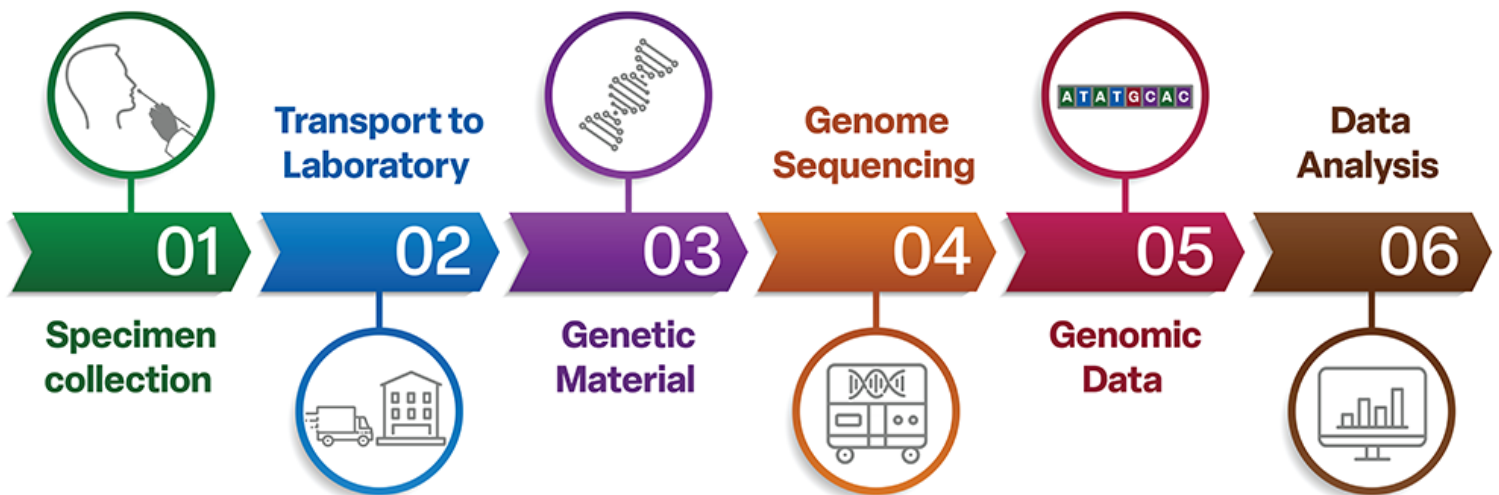 01
Specimen
collection
Transport to
Laboratory
02
03
Genetic
Material
Genome
Sequencing
04
ATATGCAC
05
Genomic
Data
Data
Analysis
06